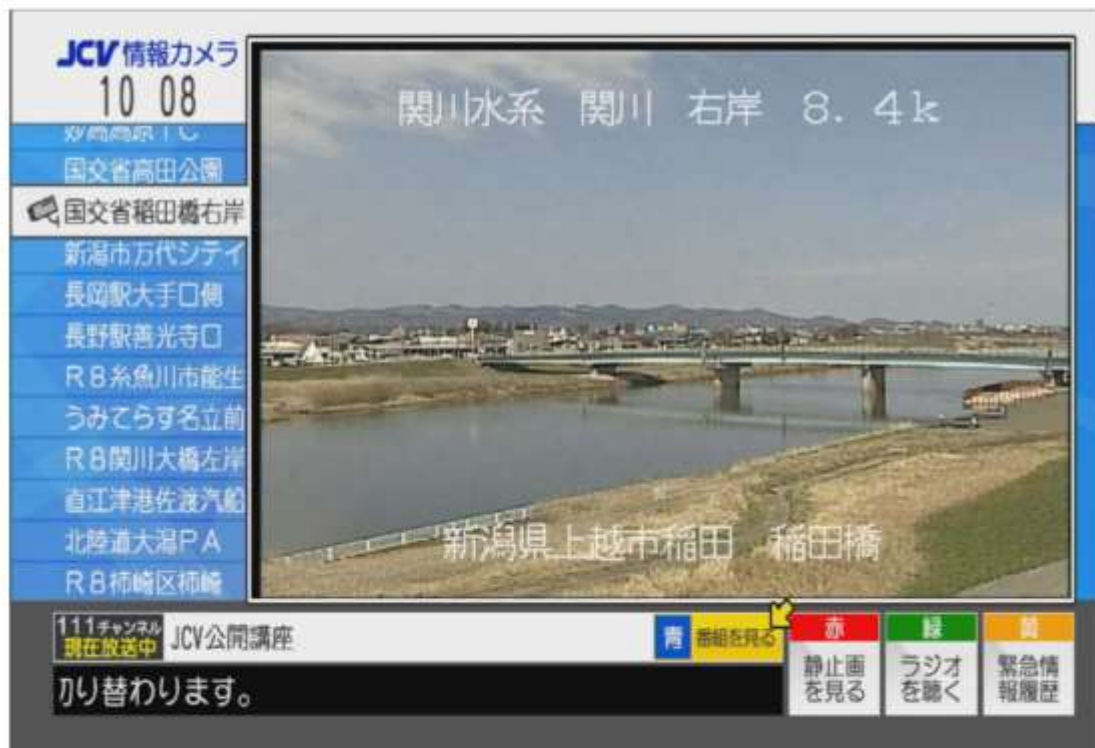 JCV 情報カメラ
10 08
妙高高原IC
国交省高田公園
国交省稲田橋右岸
新潟市万代シテイ
長岡駅大手口側
長野駅善光寺口
R8糸魚川市能生
うみてらす名立前
R8関川大橋左岸
直江津港佐渡汽船
北陸道大潟PA
R8柿崎区柿崎
関川水系 関川 右岸 8.4k
新潟県上越市稲田 稲田橋
111チャンネル
現在放送中
JCV公開講座
青 番組を見る
切り替わります。
赤
静止画
を見る
緑
ラジオ
を聴く
黄
緊急情
報履歴